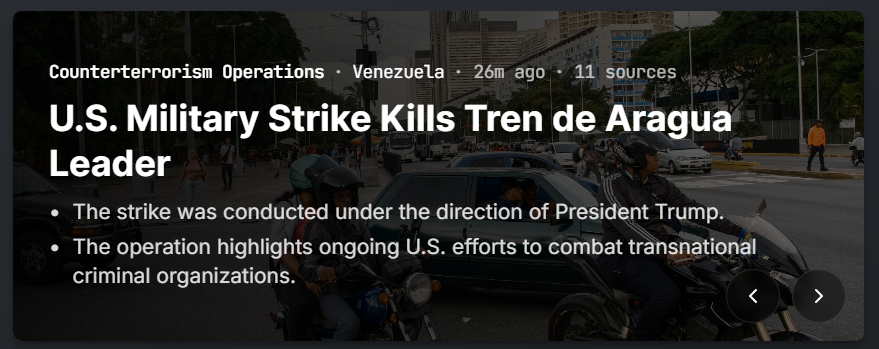 Counterterrorism Operations · Venezuela · 26m ago · 11 sources
U.S. Military Strike Kills Tren de Aragua
Leader
• The strike was conducted under the direction of President Trump.
• The operation highlights ongoing U.S. efforts to combat transnational
criminal organizations.